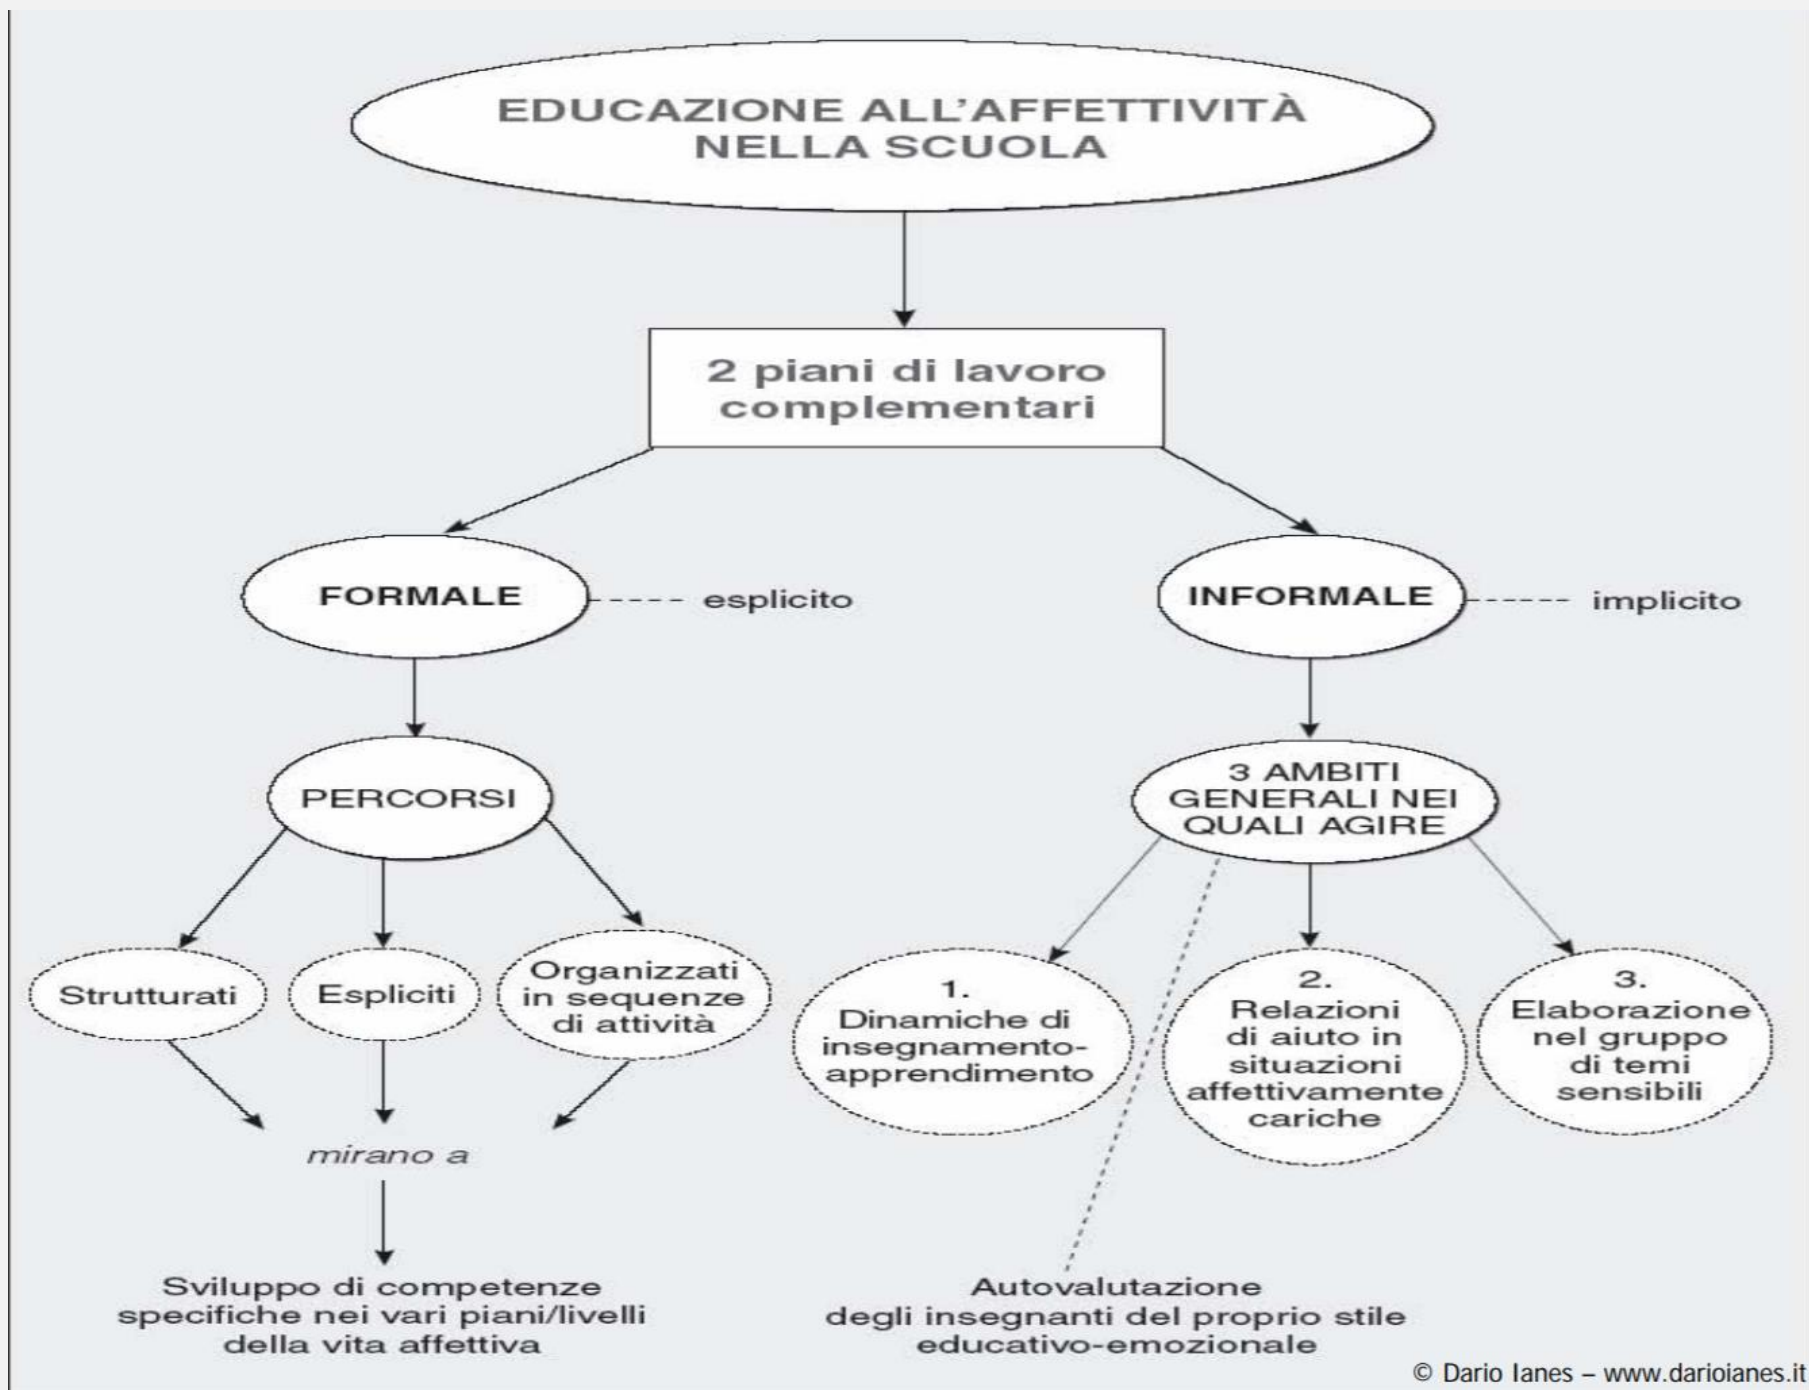 EDUCAZIONE ALL'AFFETTIVITÀ
NELLA SCUOLA
2 piani di lavoro
complementari
FORMALE
esplicito
INFORMALE
implicito
PERCORSI
3 AMBITI
GENERALI NEI
QUALI AGIRE
Strutturati
Espliciti
Organizzati
in sequenze
di attività
1.
Dinamiche di
insegnamento-
apprendimento
2.
Relazioni
di aiuto in
situazioni
affettivamente
cariche
3.
Elaborazione
nel gruppo
di temi
sensibili
mirano a
Sviluppo di competenze
specifiche nei vari piani/livelli
della vita affettiva
Autovalutazione
degli insegnanti del proprio stile
educativo-emozionale
© Dario Ianes – www.darioianes.it